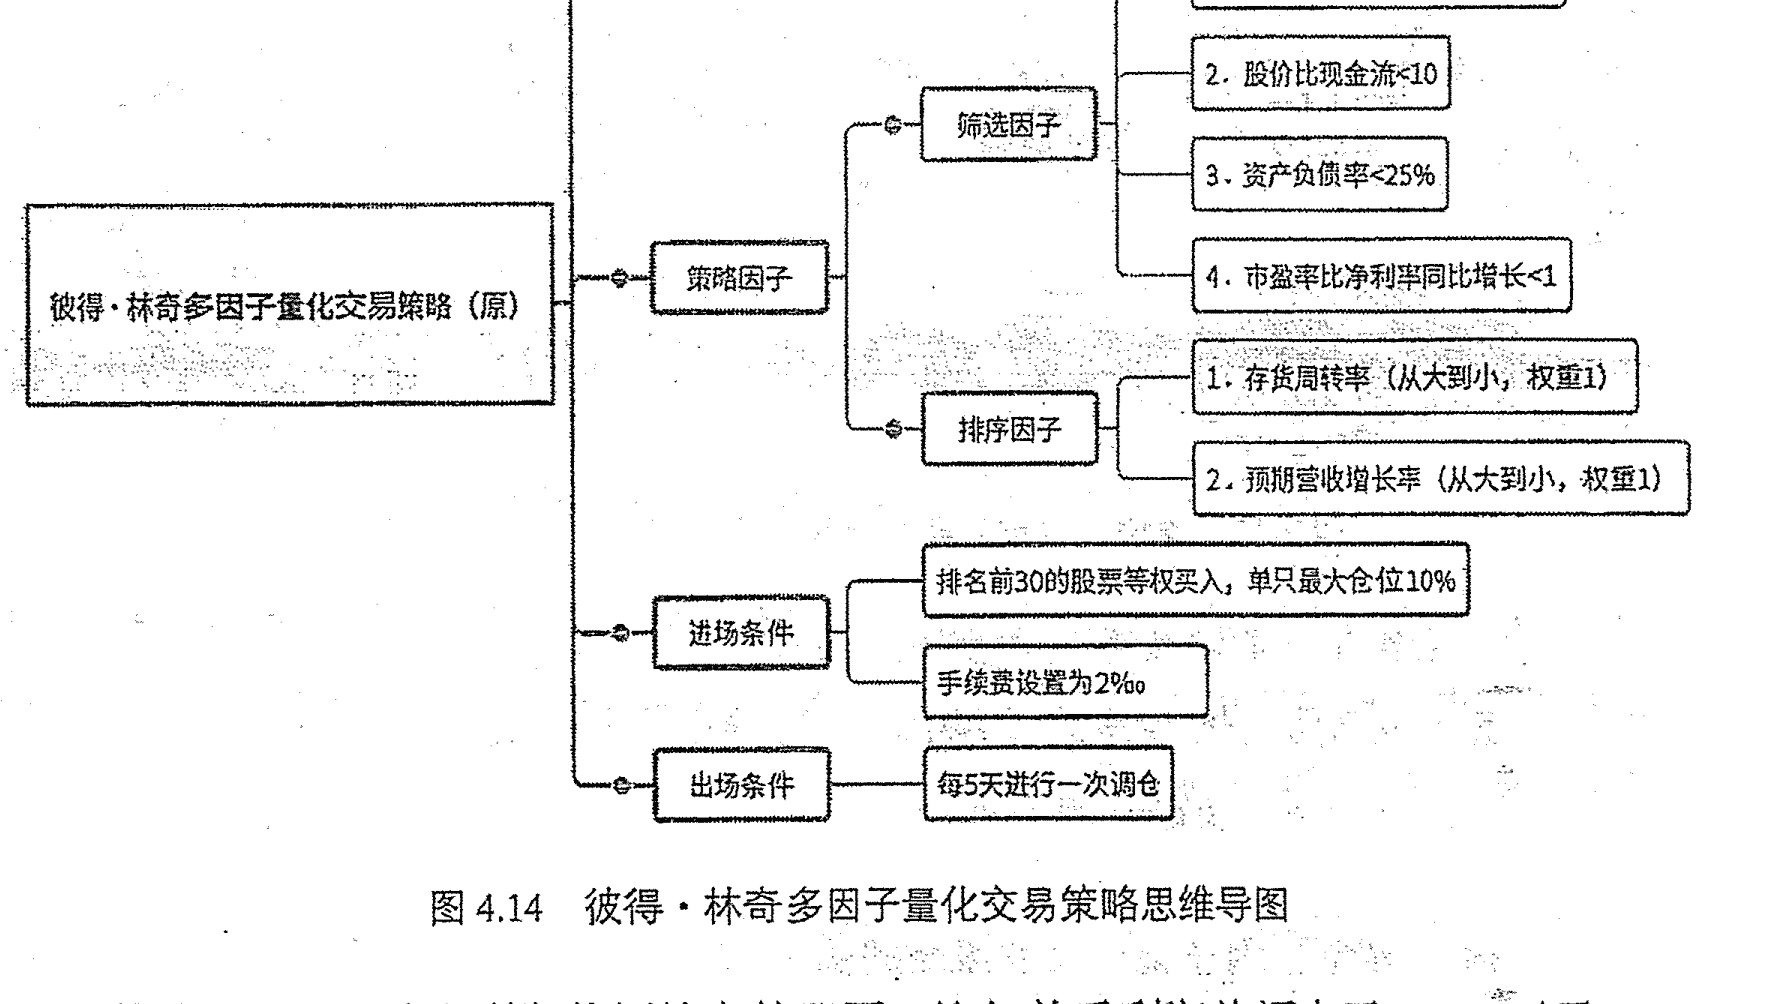 2. 股价比现金流<10
筛选因子
3. 资产负债率<25%
策略因子
4. 市盈率比净利率同比增长<1
彼得·林奇多因子量化交易策略（原）
1. 存货周转率（从大到小，权重1）
排序因子
2. 预期营收增长率（从大到小，权重1）
排名前30的股票等权买入，单只最大仓位10%
进场条件
手续费设置为2‱
出场条件
每5天进行一次调仓
图 4.14 彼得·林奇多因子量化交易策略思维导图